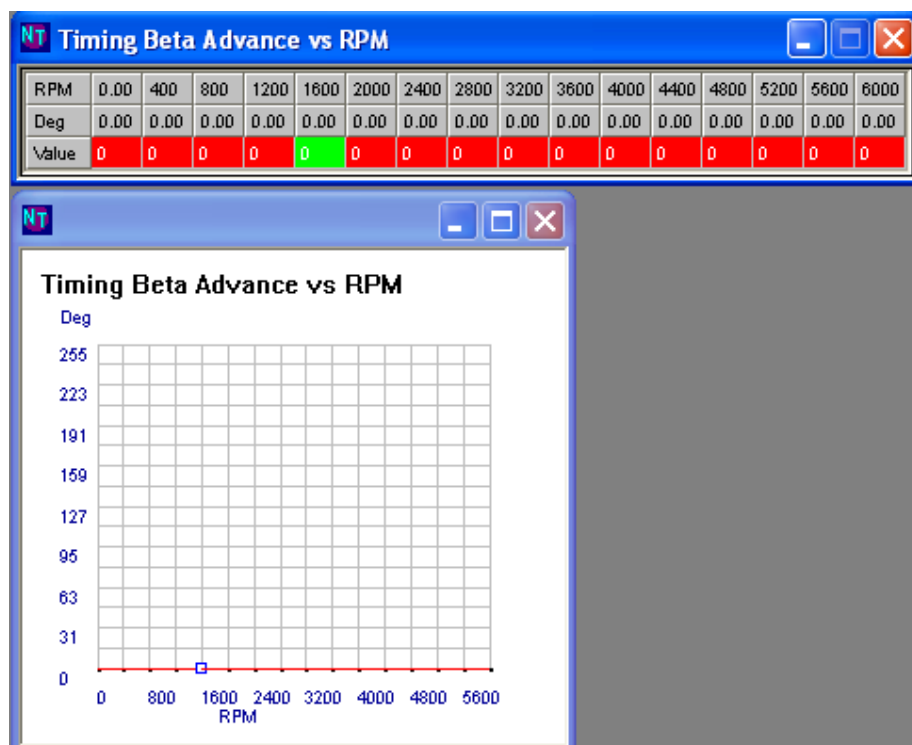 NT Timing Beta Advance vs RPM
RPM 0.00 400 800 1200 1600 2000 2400 2800 3200 3600 4000 4400 4800 5200 5600 6000
Deg 0.00 0.00 0.00 0.00 0.00 0.00 0.00 0.00 0.00 0.00 0.00 0.00 0.00 0.00 0.00 0.00
Value 0 0 0 0 0 0 0 0 0 0 0 0 0 0 0 0
NT
Timing Beta Advance vs RPM
Deg
255
223
191
159
127
95
63
31
0
0 800 1600 2400 3200 4000 4800 5600
RPM